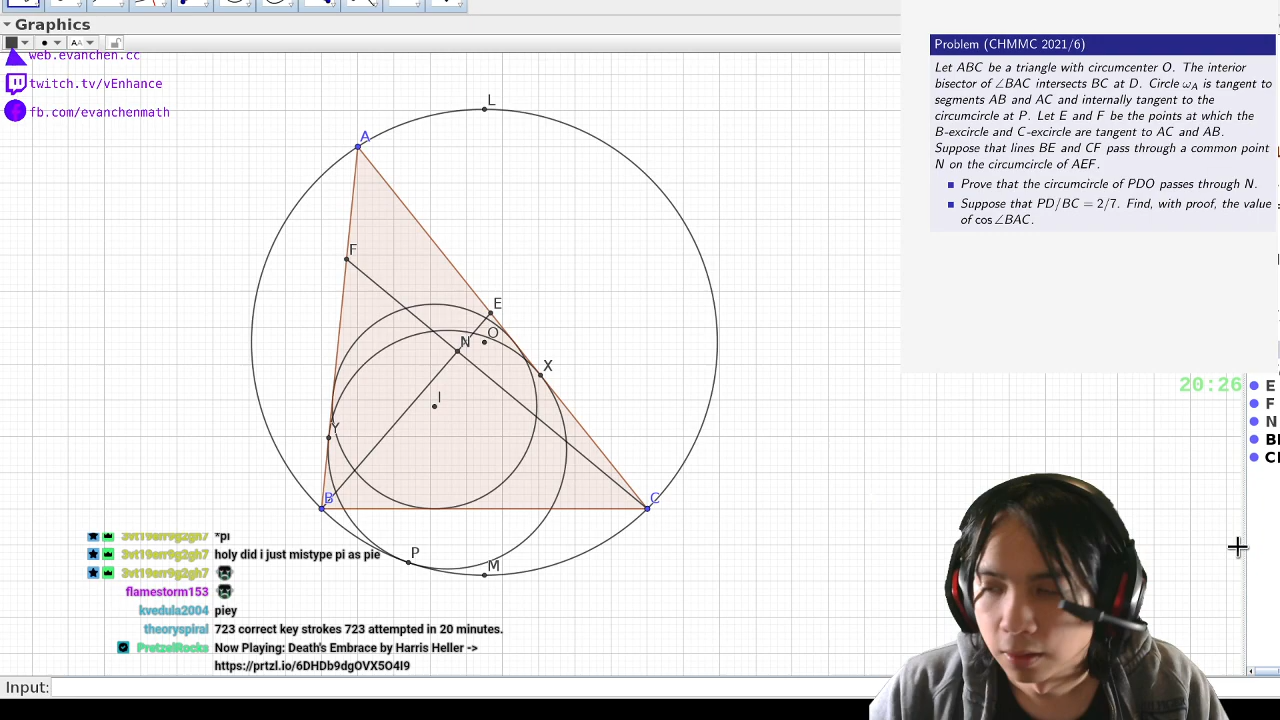 Graphics
web.evanchen.cc
twitch.tv/vEnhance
fb.com/evanchenmath
Problem (CHMMC 2021/6)
Let ABC be a triangle with circumcenter O. The interior
bisector of ∠BAC intersects BC at D. Circle ωA is tangent to
segments AB and AC and internally tangent to the
circumcircle at P. Let E and F be the points at which the
B-excircle and C-excircle are tangent to AC and AB.
Suppose that lines BE and CF pass through a common point
N on the circumcircle of AEF.
Prove that the circumcircle of PDO passes through N.
Suppose that PD/BC = 2/7. Find, with proof, the value
of cos ∠BAC.
L
A
F
E
O
N
X
I
Y
B
C
P
M
20:26
E
F
N
3vt19err9g2gh7 *pi
3vt19err9g2gh7 holy did i just mistype pi as pie
3vt19err9g2gh7
flamestorm153
kvedula2004 piey
theoryspiral 723 correct key strokes 723 attempted in 20 minutes.
PretzelRocks Now Playing: Death's Embrace by Harris Heller ->
https://prtzl.io/6DHDb9dgOVX5O4I9
Input: